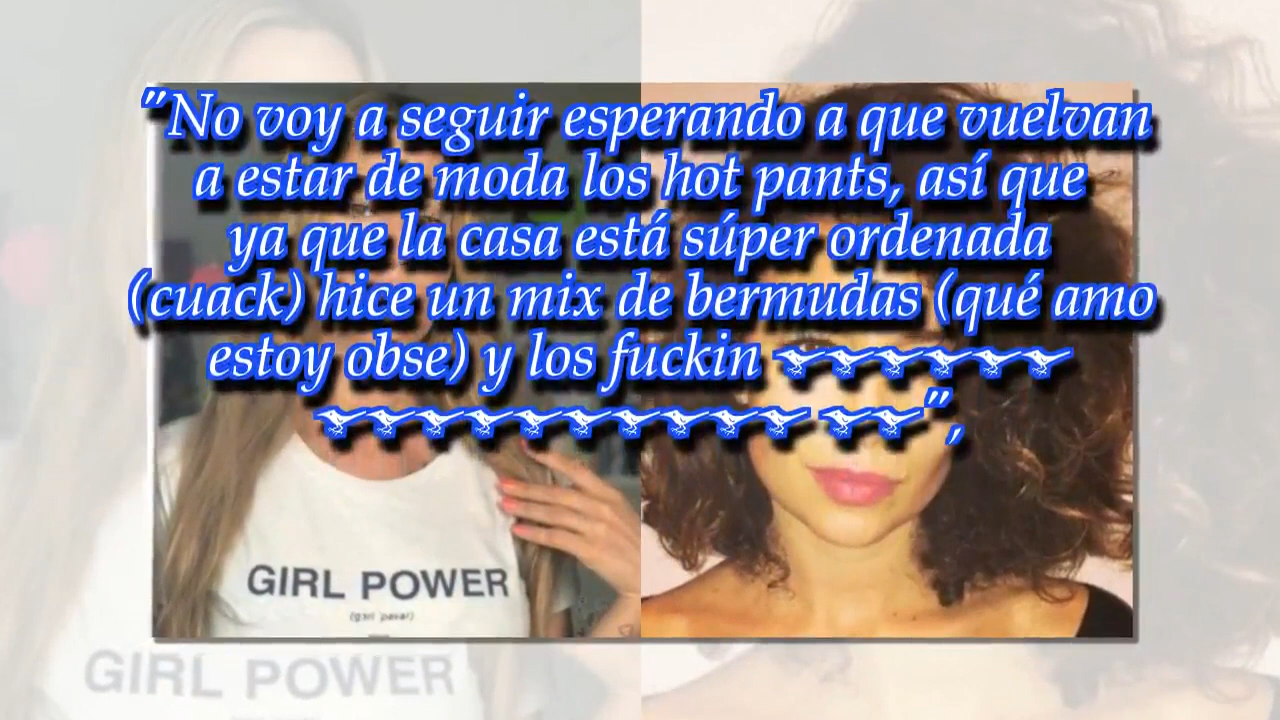 "No voy a seguir esperando a que vuelvan
a estar de moda los hot pants, así que
ya que la casa está súper ordenada
(cuack) hice un mix de bermudas (qué amo
estoy obse) y los fuckin
",
GIRL POWER
GIRL POWER